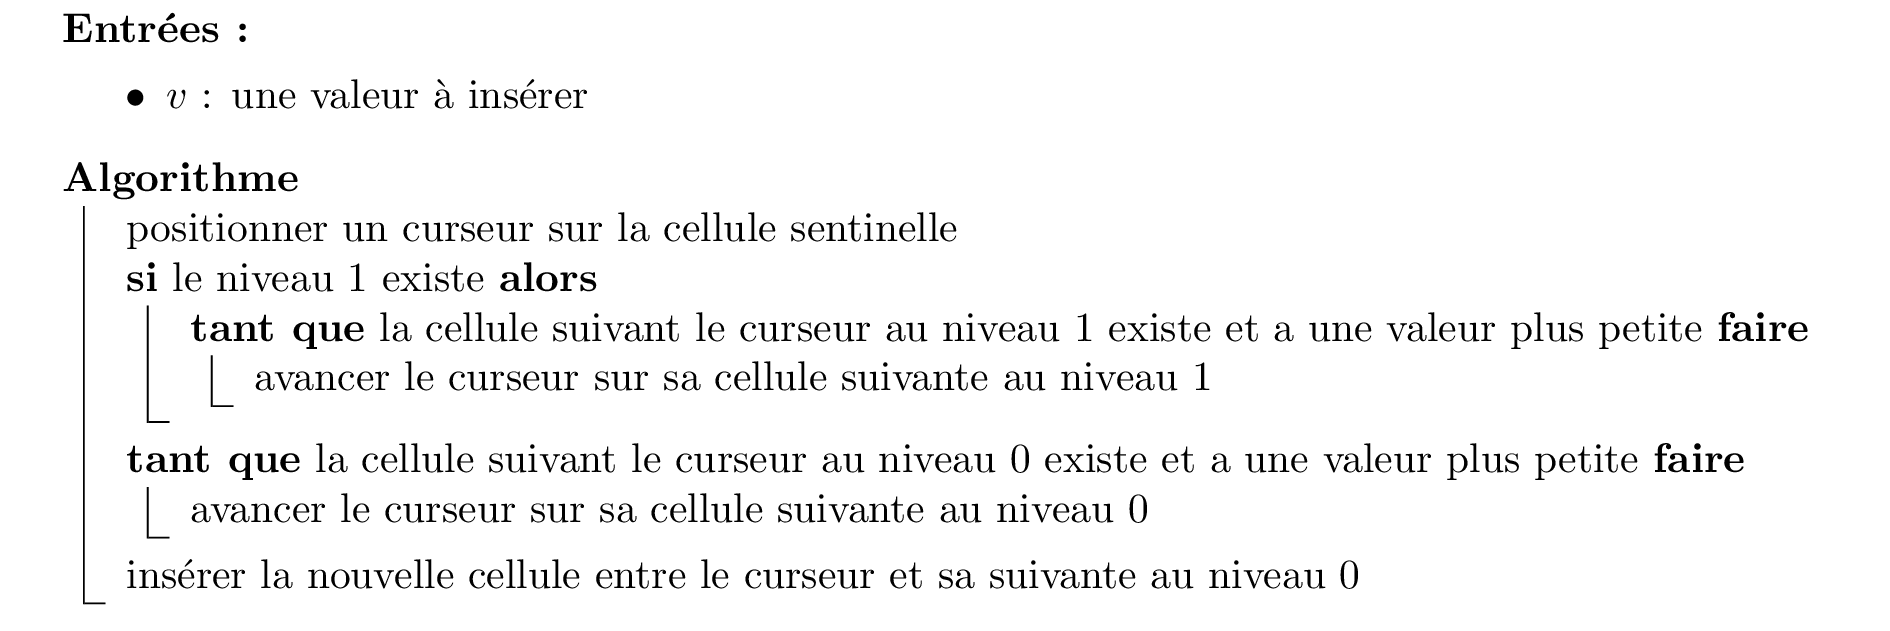 Entrées :
• v : une valeur à insérer
Algorithme
positionner un curseur sur la cellule sentinelle
si le niveau 1 existe alors
tant que la cellule suivant le curseur au niveau 1 existe et a une valeur plus petite faire
avancer le curseur sur sa cellule suivante au niveau 1
tant que la cellule suivant le curseur au niveau 0 existe et a une valeur plus petite faire
avancer le curseur sur sa cellule suivante au niveau 0
insérer la nouvelle cellule entre le curseur et sa suivante au niveau 0